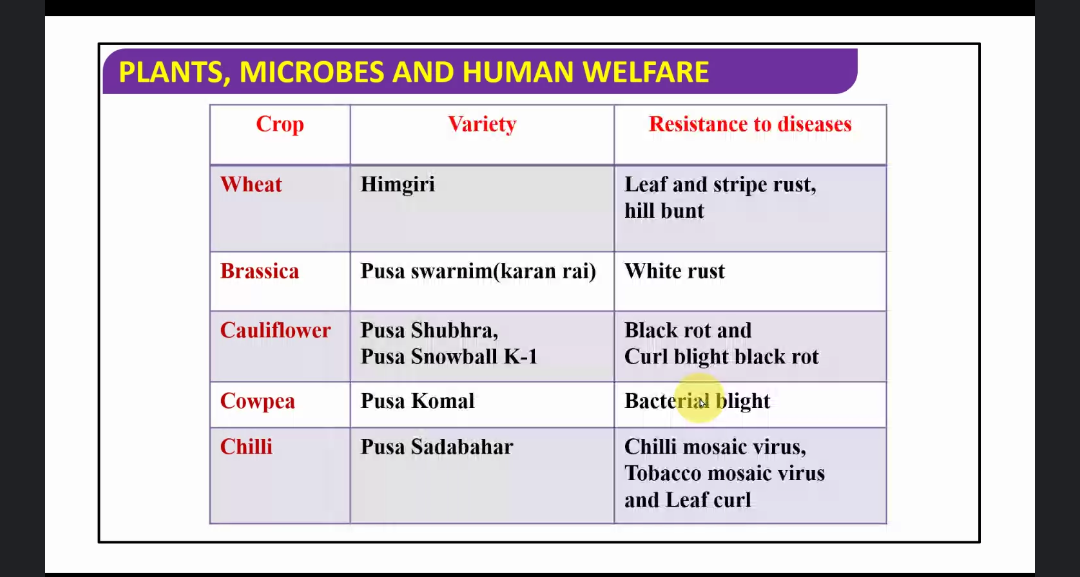 PLANTS, MICROBES AND HUMAN WELFARE
Crop
Variety
Resistance to diseases
Wheat
Himgiri
Leaf and stripe rust,
hill bunt
Brassica
Pusa swarnim(karan rai)
White rust
Cauliflower
Pusa Shubhra,
Pusa Snowball K-1
Black rot and
Curl blight black rot
Cowpea
Pusa Komal
Bacterial blight
Chilli
Pusa Sadabahar
Chilli mosaic virus,
Tobacco mosaic virus
and Leaf curl